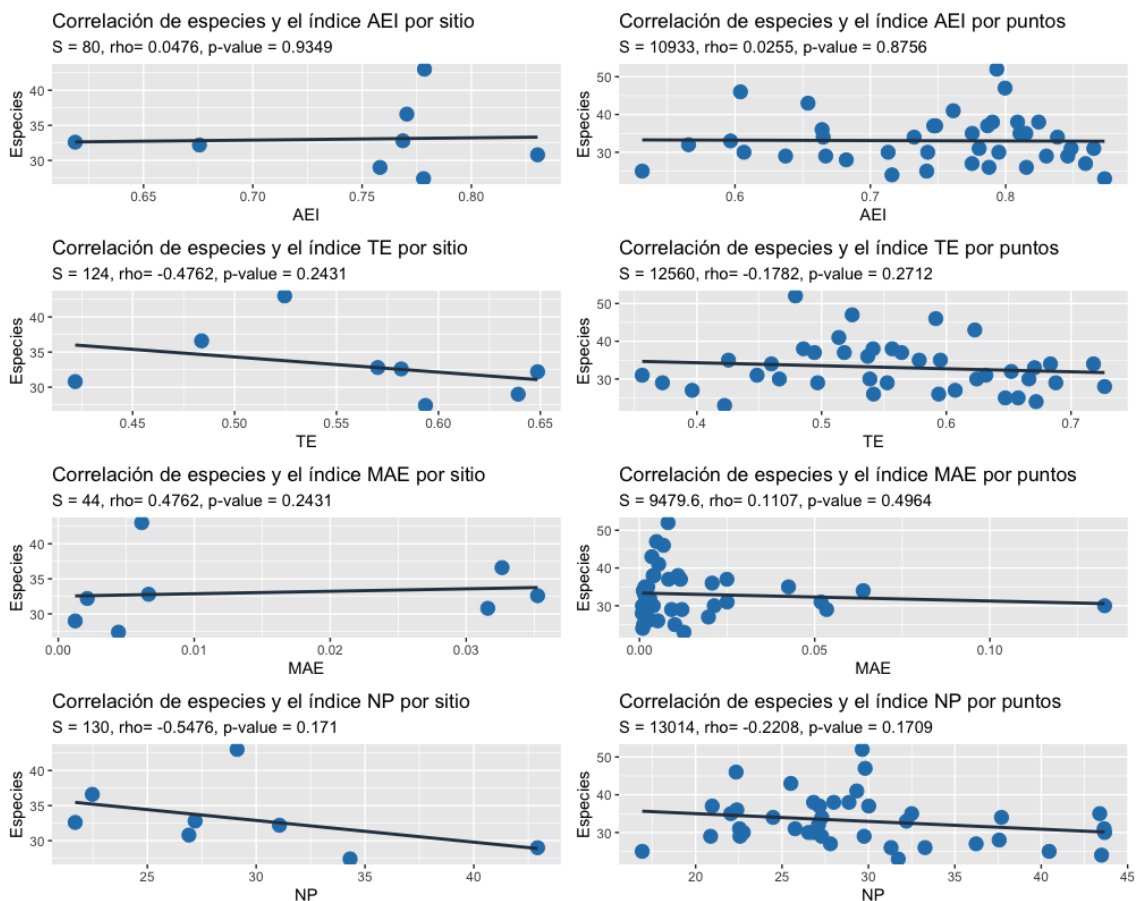 Correlación de especies y el índice AEI por sitio
S = 80, rho= 0.0476, p-value = 0.9349
Especies
40
35
30
0.65
0.70
0.75
0.80
AEI
Correlación de especies y el índice AEI por puntos
S = 10933, rho= 0.0255, p-value = 0.8756
Especies
50
40
30
0.6
0.7
0.8
AEI
Correlación de especies y el índice TE por sitio
S = 124, rho= -0.4762, p-value = 0.2431
Especies
40
35
30
0.45
0.50
0.55
0.60
0.65
TE
Correlación de especies y el índice TE por puntos
S = 12560, rho= -0.1782, p-value = 0.2712
Especies
50
40
30
0.4
0.5
0.6
0.7
TE
Correlación de especies y el índice MAE por sitio
S = 44, rho= 0.4762, p-value = 0.2431
Especies
40
35
30
0.00
0.01
0.02
0.03
MAE
Correlación de especies y el índice MAE por puntos
S = 9479.6, rho= 0.1107, p-value = 0.4964
Especies
50
40
30
0.00
0.05
0.10
MAE
Correlación de especies y el índice NP por sitio
S = 130, rho= -0.5476, p-value = 0.171
Especies
40
35
30
25
30
35
40
NP
Correlación de especies y el índice NP por puntos
S = 13014, rho= -0.2208, p-value = 0.1709
Especies
50
40
30
20
25
30
35
40
45
NP